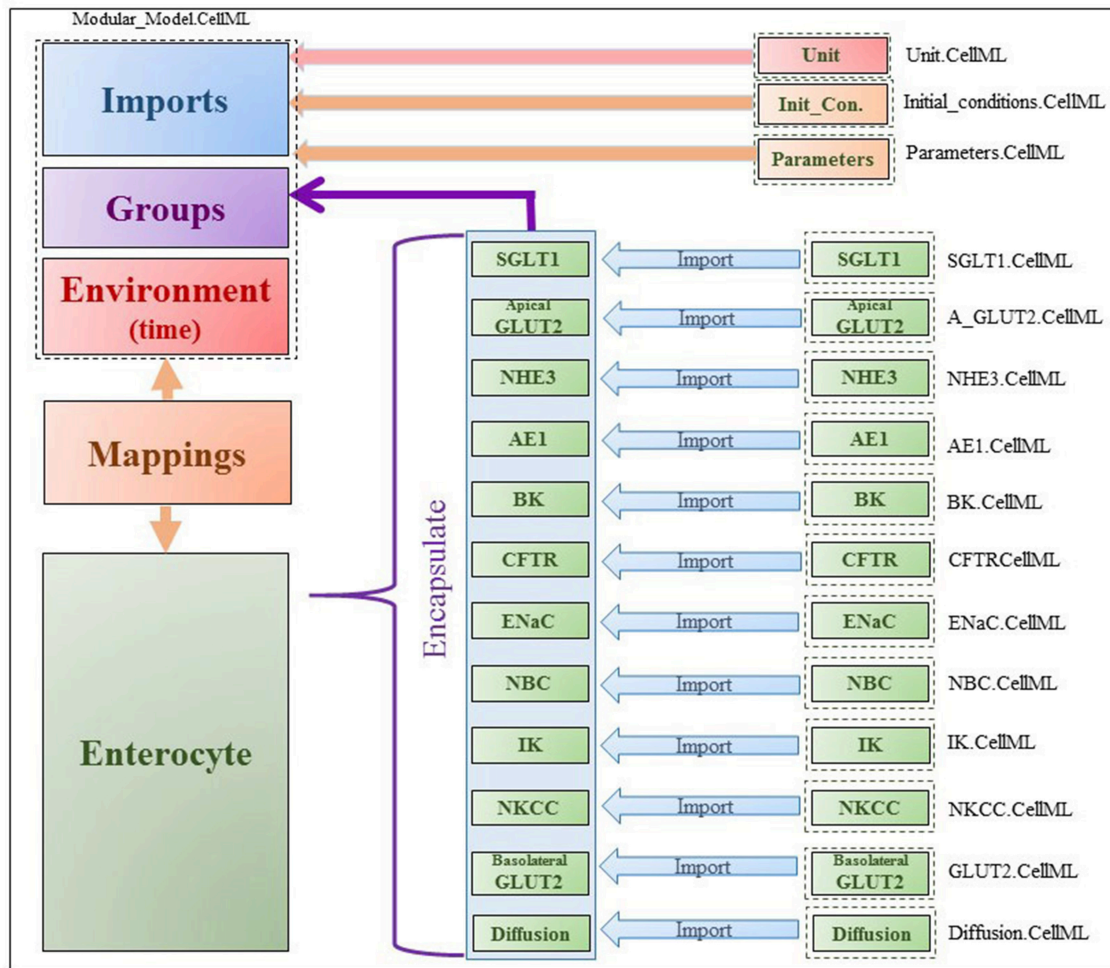 Modular_Model.CellML
Imports
Groups
Environment
(time)
Mappings
Enterocyte
Encapsulate
Unit
Unit.CellML
Init_Con.
Initial_conditions.CellML
Parameters
Parameters.CellML
SGLT1
Import
SGLT1
SGLT1.CellML
Apical
GLUT2
Import
Apical
GLUT2
A_GLUT2.CellML
NHE3
Import
NHE3
NHE3.CellML
AE1
Import
AE1
AE1.CellML
BK
Import
BK
BK.CellML
CFTR
Import
CFTR
CFTRCellML
ENaC
Import
ENaC
ENaC.CellML
NBC
Import
NBC
NBC.CellML
IK
Import
IK
IK.CellML
NKCC
Import
NKCC
NKCC.CellML
Basolateral
GLUT2
Import
Basolateral
GLUT2
GLUT2.CellML
Diffusion
Import
Diffusion
Diffusion.CellML